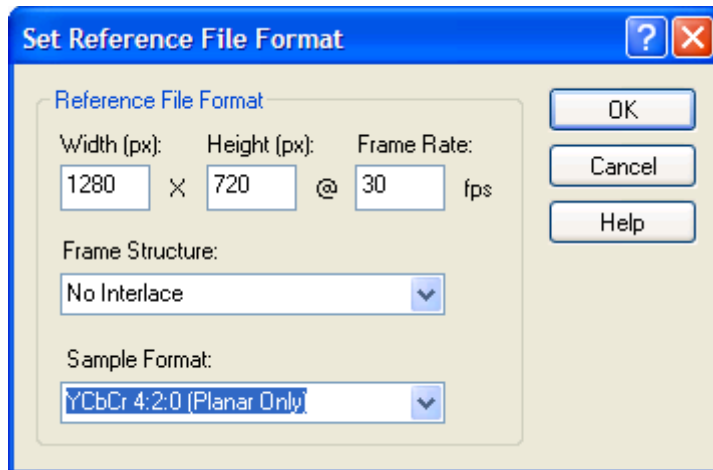 Set Reference File Format
Reference File Format
Width (px): Height (px): Frame Rate:
1280 X 720 @ 30 fps
Frame Structure:
No Interlace
Sample Format:
YCbCr 4:2:0 (Planar Only)
OK
Cancel
Help